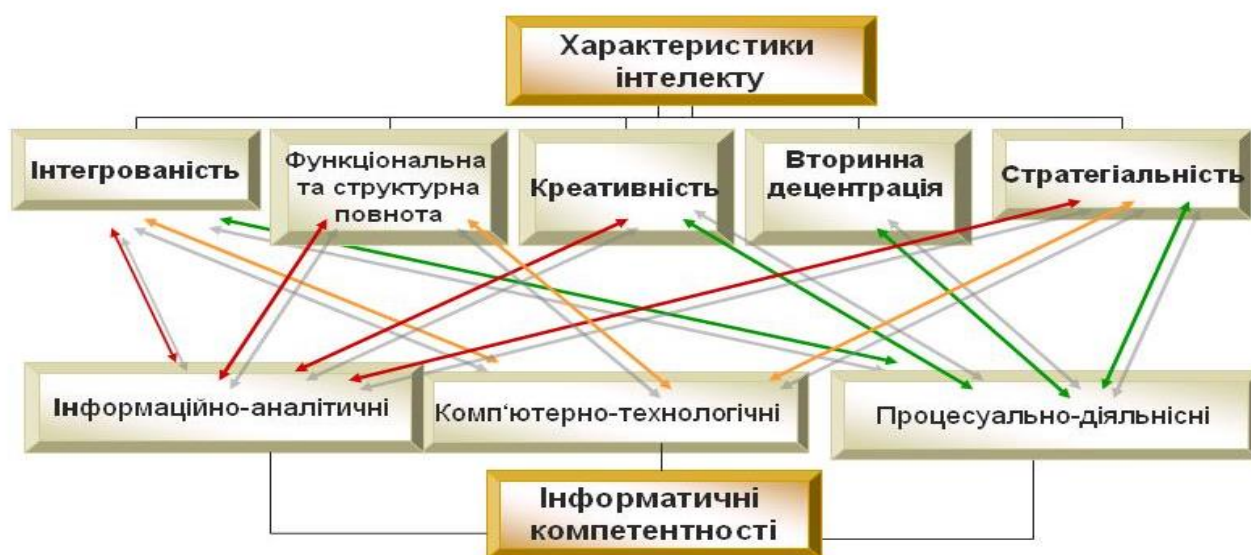 Характеристики
інтелекту
Інтегрованість
Функціональна
та структурна
повнота
Креативність
Вторинна
децентрація
Стратегіальність
Інформаційно-аналітичні
Комп'ютерно-технологічні
Процесуально-діяльнісні
Інформатичні
компетентності